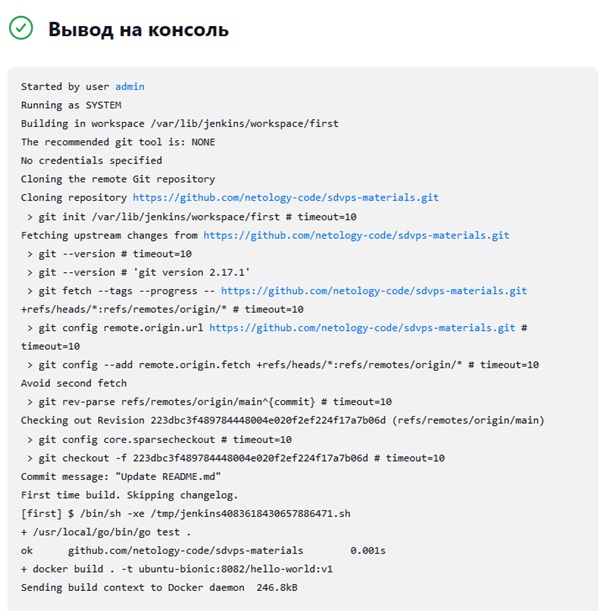 Вывод на консоль
Started by user admin
Running as SYSTEM
Building in workspace /var/lib/jenkins/workspace/first
The recommended git tool is: NONE
No credentials specified
Cloning the remote Git repository
Cloning repository https://github.com/netology-code/sdvps-materials.git
 > git init /var/lib/jenkins/workspace/first # timeout=10
Fetching upstream changes from https://github.com/netology-code/sdvps-materials.git
 > git --version # timeout=10
 > git --version # 'git version 2.17.1'
 > git fetch --tags --progress -- https://github.com/netology-code/sdvps-materials.git
+refs/heads/*:refs/remotes/origin/* # timeout=10
 > git config remote.origin.url https://github.com/netology-code/sdvps-materials.git #
timeout=10
 > git config --add remote.origin.fetch +refs/heads/*:refs/remotes/origin/* # timeout=10
Avoid second fetch
 > git rev-parse refs/remotes/origin/main^{commit} # timeout=10
Checking out Revision 223dbc3f489784448004e020f2ef224f17a7b06d (refs/remotes/origin/main)
 > git config core.sparsecheckout # timeout=10
 > git checkout -f 223dbc3f489784448004e020f2ef224f17a7b06d # timeout=10
Commit message: "Update README.md"
First time build. Skipping changelog.
[first] $ /bin/sh -xe /tmp/jenkins4083618430657886471.sh
+ /usr/local/go/bin/go test .
ok github.com/netology-code/sdvps-materials 0.001s
+ docker build . -t ubuntu-bionic:8082/hello-world:v1
Sending build context to Docker daemon 246.8kB